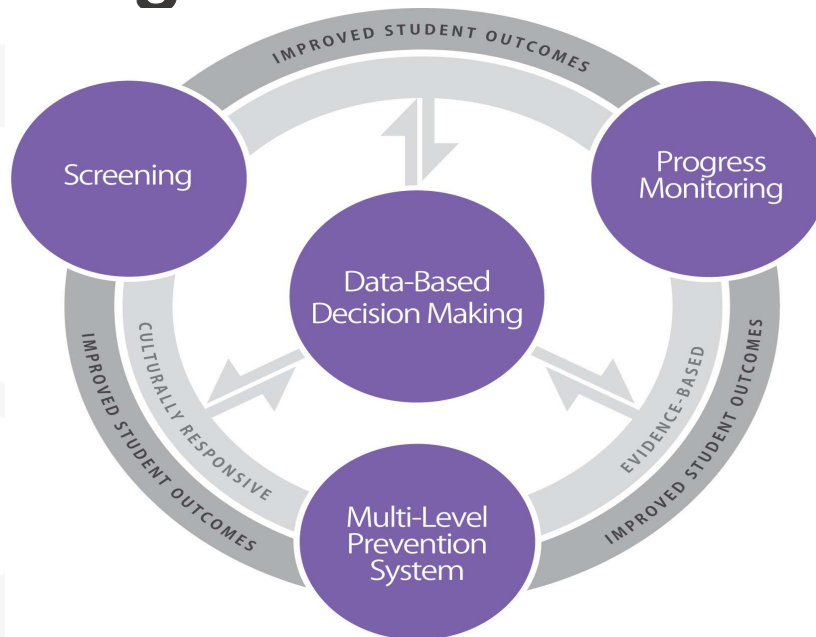 IMPROVED STUDENT OUTCOMES
Screening
Progress
Monitoring
Data-Based
Decision Making
CULTURALLY RESPONSIVE
EVIDENCE-BASED
IMPROVED STUDENT OUTCOMES
IMPROVED STUDENT OUTCOMES
Multi-Level
Prevention
System